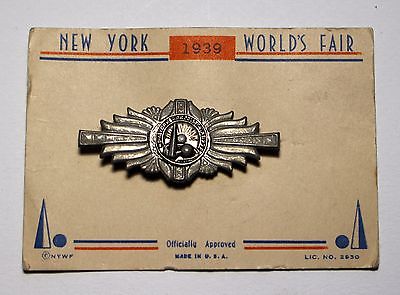 NEW YORK 1939 WORLD'S FAIR
Officially Approved
MADE IN U.S.A.
© NYWF
LIC. NO. 2930